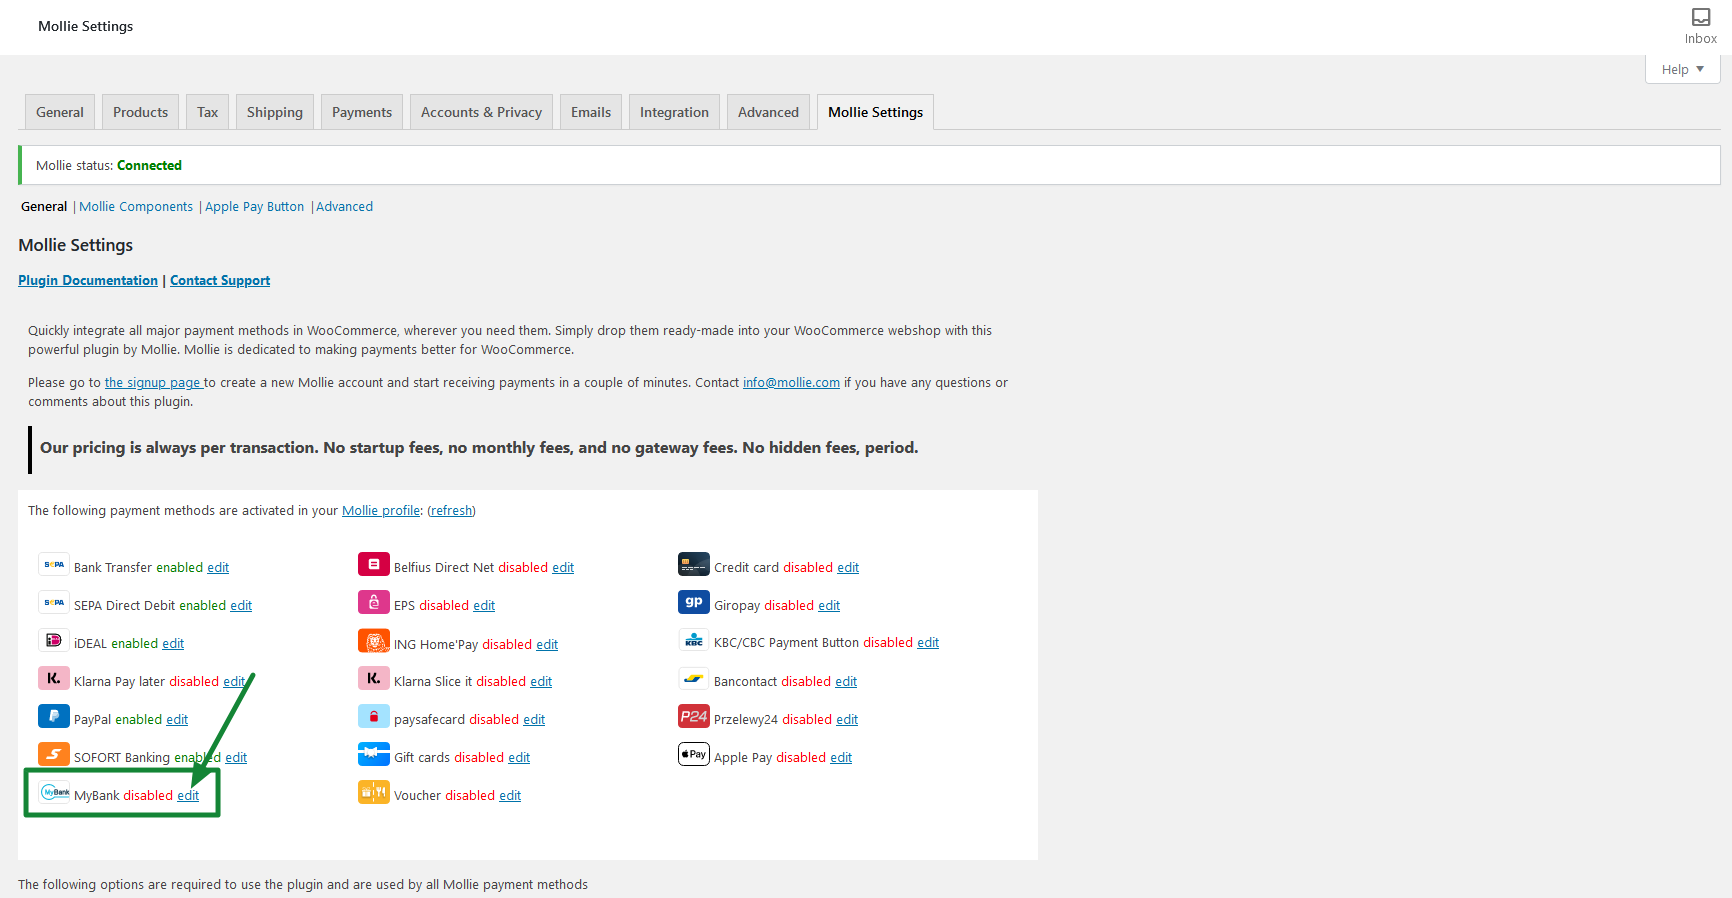 Mollie Settings
Inbox
Help
General Products Tax Shipping Payments Accounts & Privacy Emails Integration Advanced Mollie Settings
Mollie status: Connected
General | Mollie Components | Apple Pay Button | Advanced
Mollie Settings
Plugin Documentation | Contact Support
Quickly integrate all major payment methods in WooCommerce, wherever you need them. Simply drop them ready-made into your WooCommerce webshop with this
powerful plugin by Mollie. Mollie is dedicated to making payments better for WooCommerce.
Please go to the signup page to create a new Mollie account and start receiving payments in a couple of minutes. Contact info@mollie.com if you have any questions or
comments about this plugin.
Our pricing is always per transaction. No startup fees, no monthly fees, and no gateway fees. No hidden fees, period.
The following payment methods are activated in your Mollie profile: (refresh)
SEPA Bank Transfer enabled edit Belfius Direct Net disabled edit Credit card disabled edit
SEPA SEPA Direct Debit enabled edit EPS disabled edit gp Giropay disabled edit
iDEAL enabled edit ING Home'Pay disabled edit KBC KBC/CBC Payment Button disabled edit
K. Klarna Pay later disabled edit K. Klarna Slice it disabled edit Bancontact disabled edit
PayPal enabled edit paysafecard disabled edit P24 Przelewy24 disabled edit
SOFORT Banking enabled edit Gift cards disabled edit Pay Apple Pay disabled edit
MyBank MyBank disabled edit Voucher disabled edit
The following options are required to use the plugin and are used by all Mollie payment methods